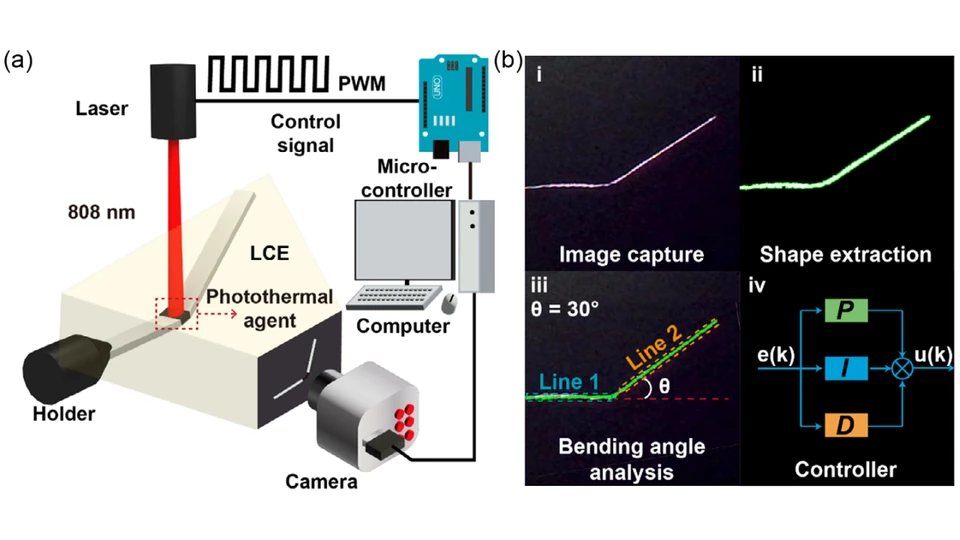 (a)
PWM
Laser
Control
signal
UNO
Micro-
controller
808 nm
LCE
Photothermal
agent
Computer
Holder
Camera
(b)
i
Image capture
ii
Shape extraction
iii
θ = 30°
Line 1
Line 2
θ
Bending angle
analysis
iv
P
e(k)
I
u(k)
D
Controller